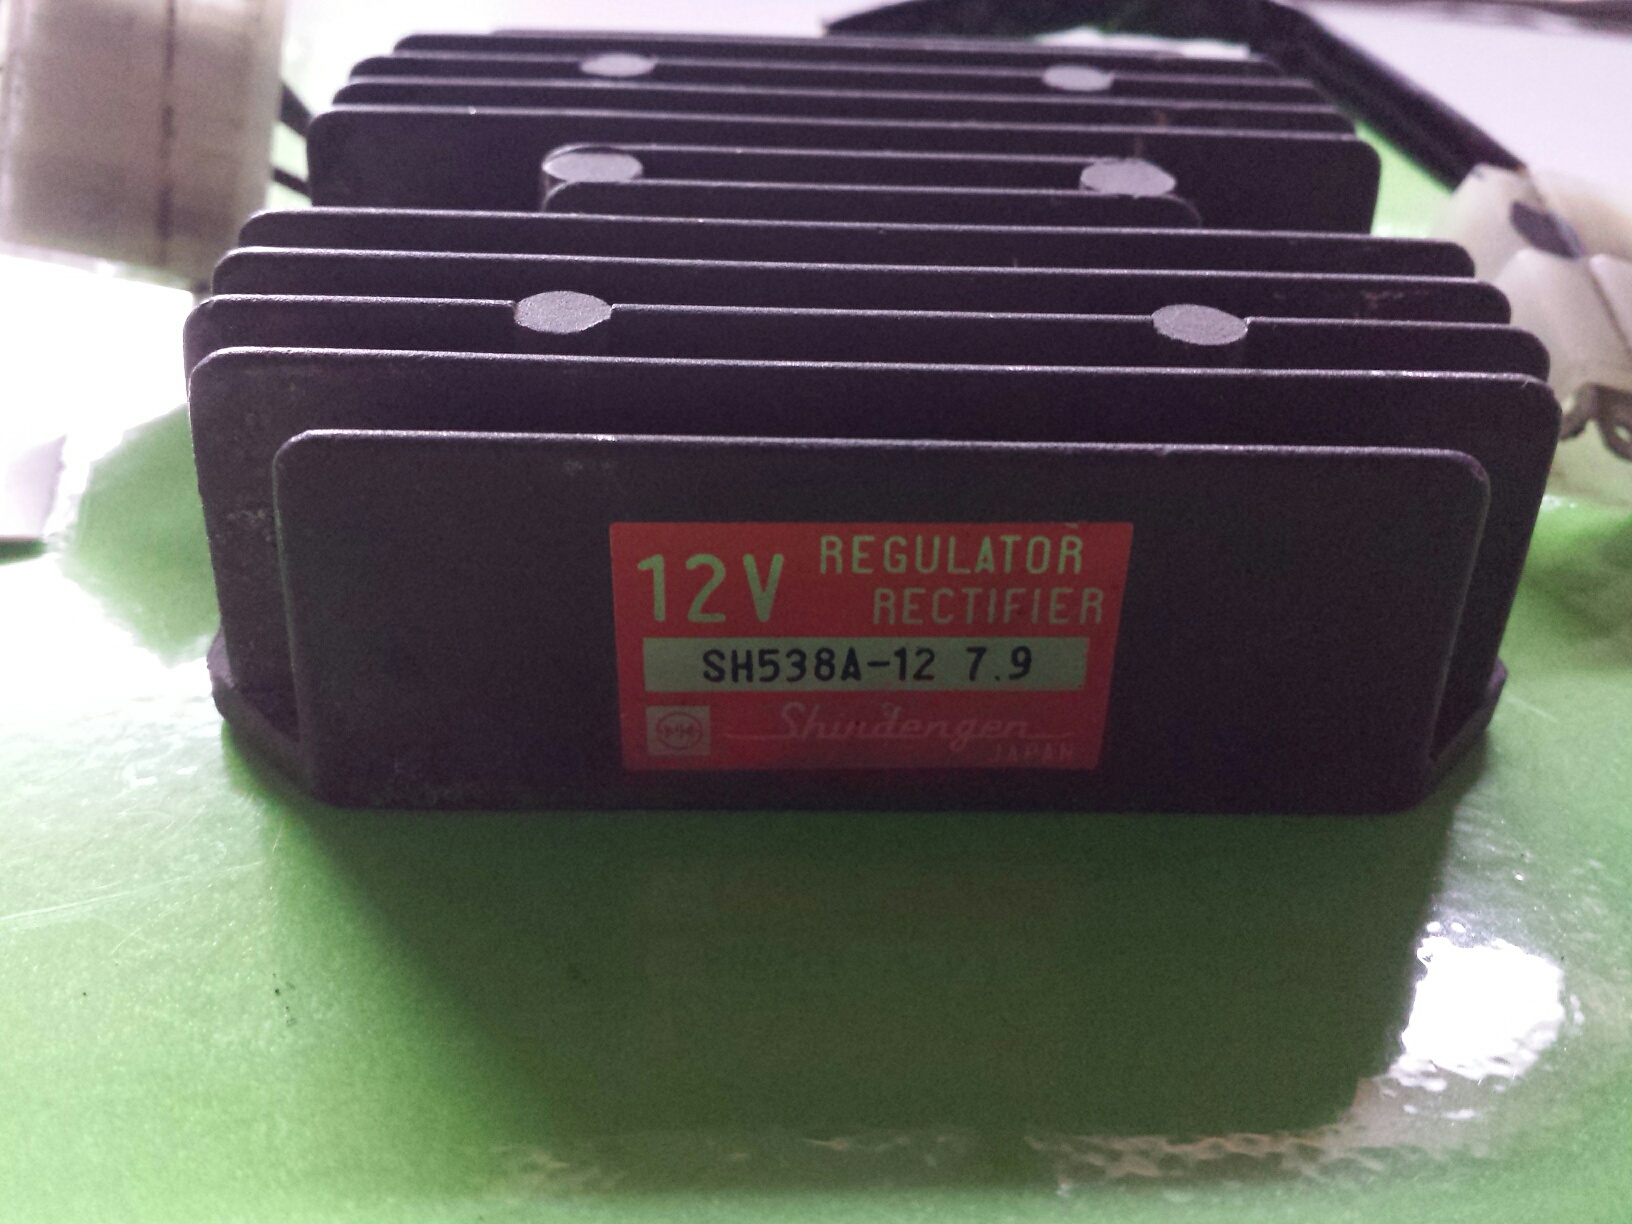 12V REGULATOR
RECTIFIER
SH538A-12 7.9
Shindengen
JAPAN